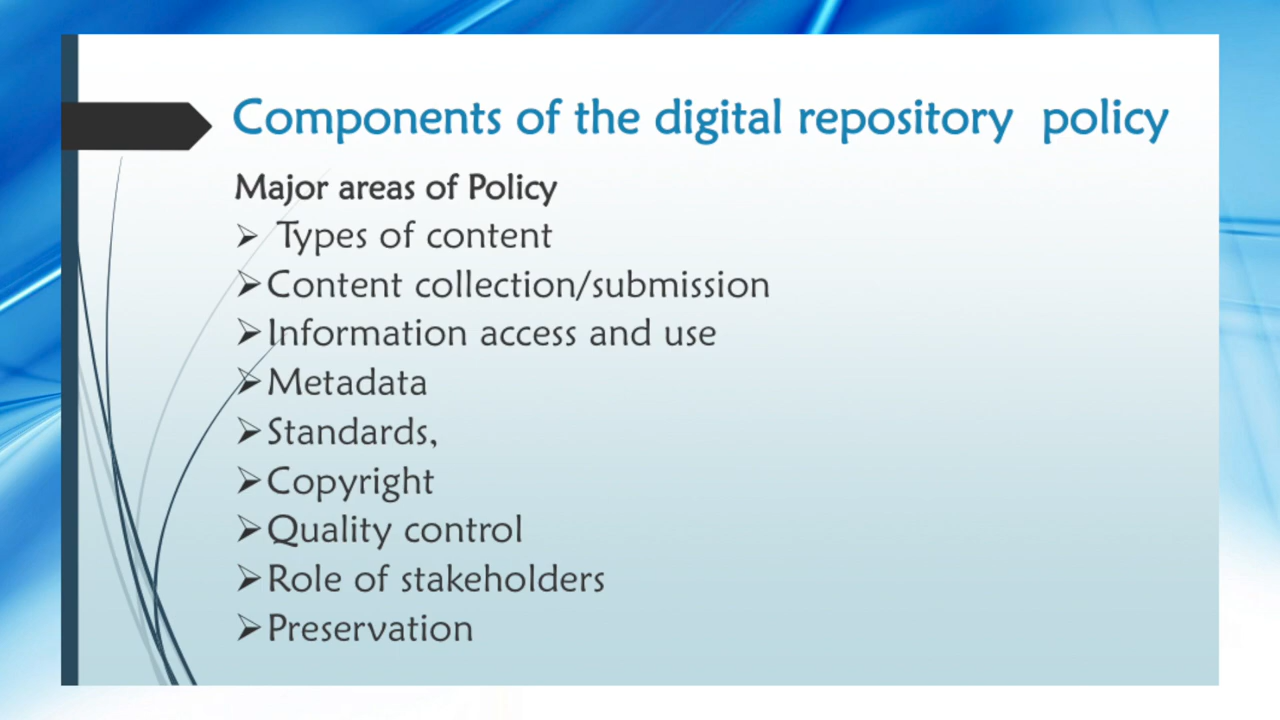 Components of the digital repository policy
Major areas of Policy
➢ Types of content
➢Content collection/submission
➢Information access and use
➢Metadata
➢Standards,
➢Copyright
➢Quality control
➢Role of stakeholders
➢Preservation